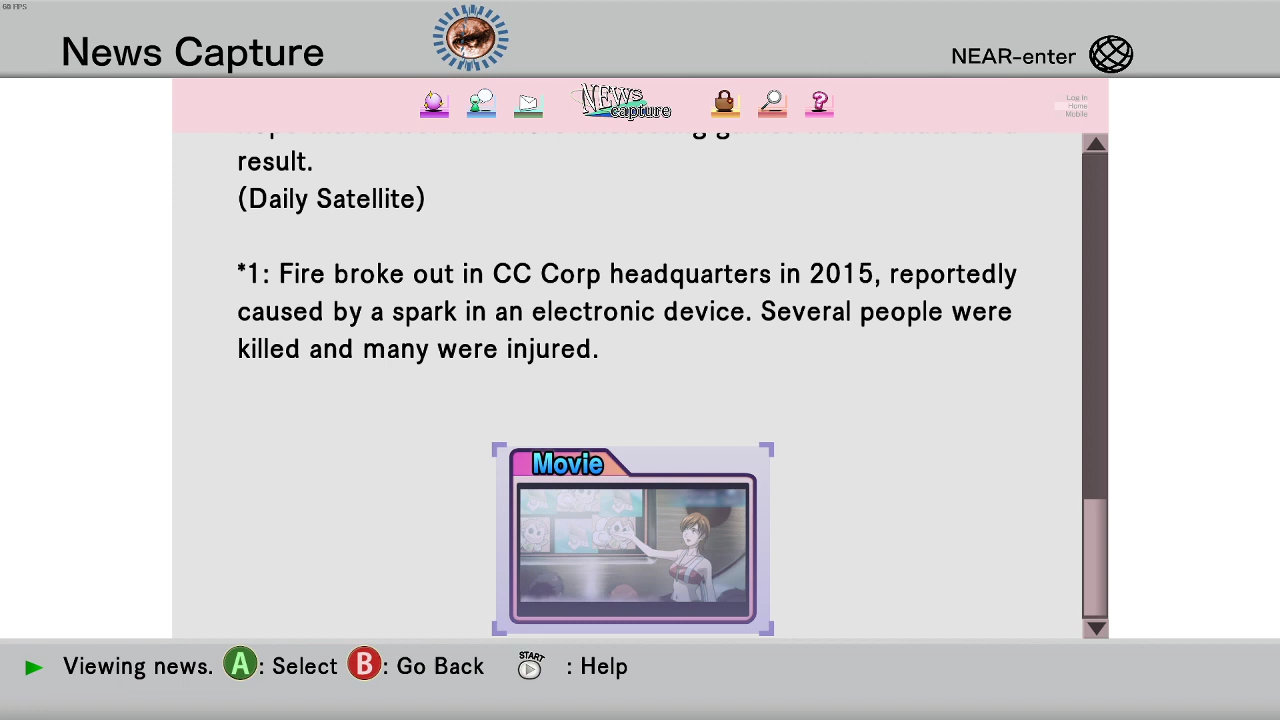 60 FPS
News Capture
NEAR-enter
NEWS
capture
Log In
Home
Mobile
result.
(Daily Satellite)
*1: Fire broke out in CC Corp headquarters in 2015, reportedly
caused by a spark in an electronic device. Several people were
killed and many were injured.
Movie
Viewing news. A : Select B : Go Back START : Help